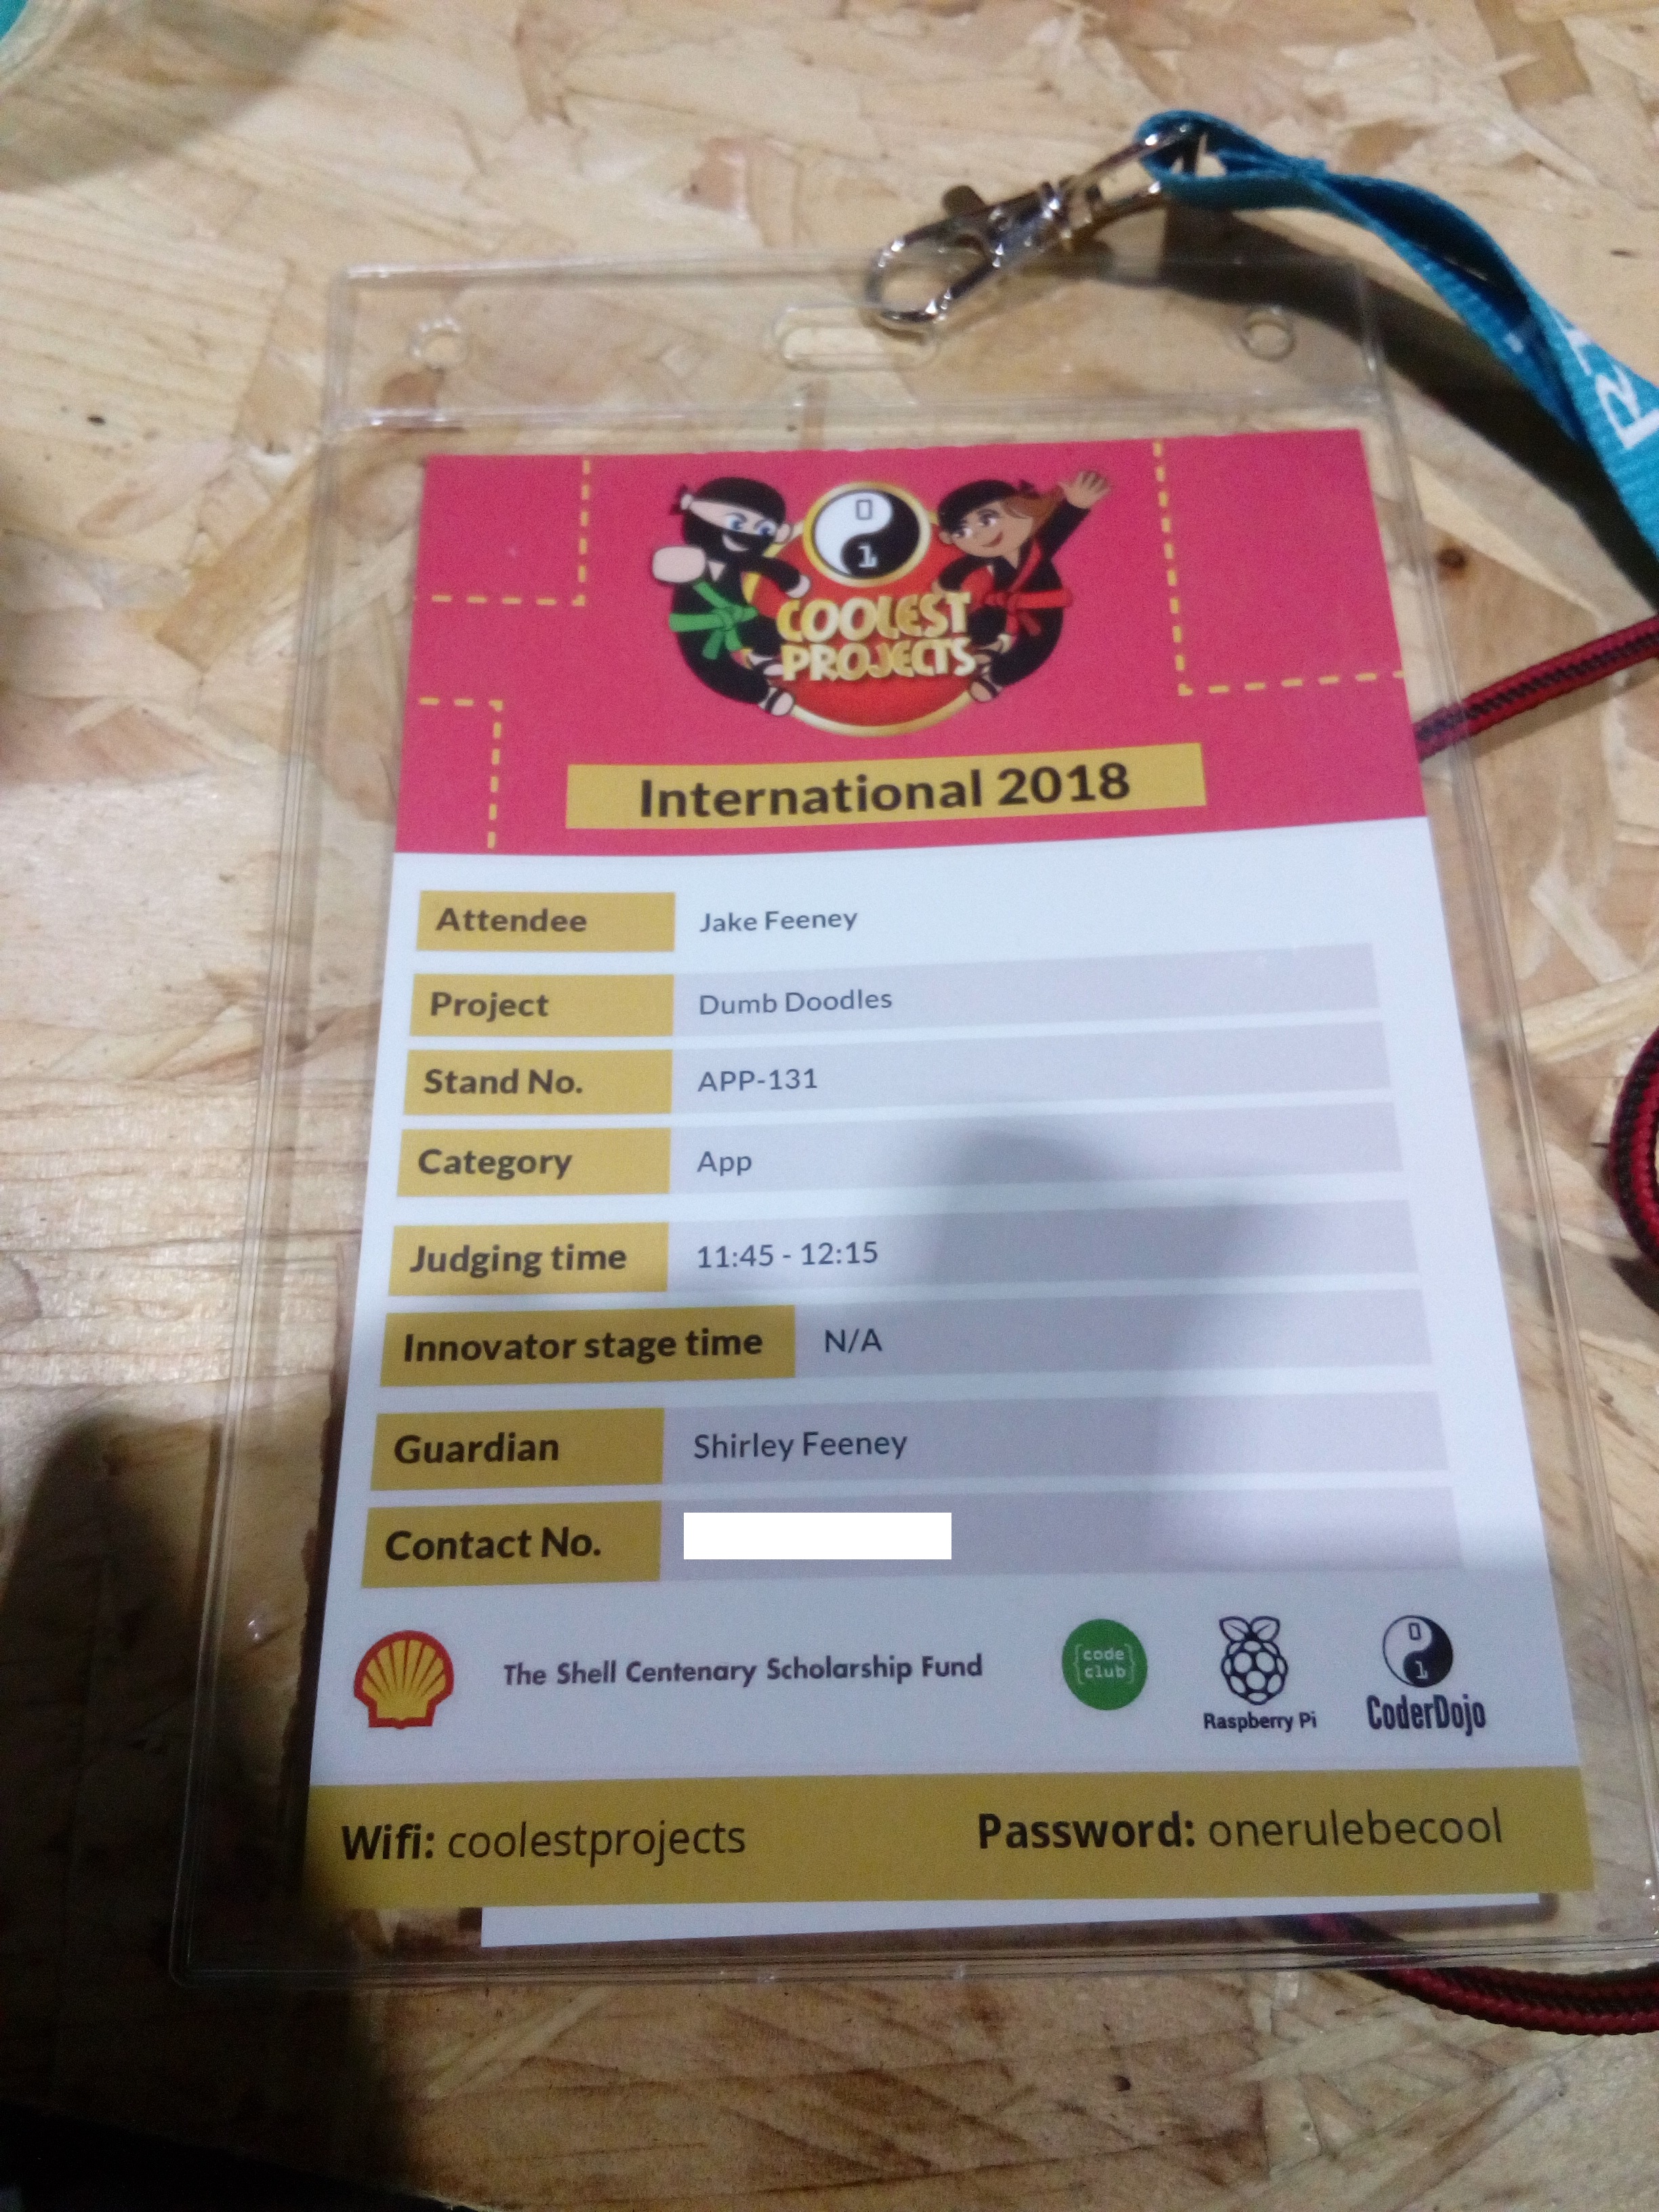 0
1
COOLEST
PROJECTS
International 2018
Attendee Jake Feeney
Project Dumb Doodles
Stand No. APP-131
Category App
Judging time 11:45 - 12:15
Innovator stage time N/A
Guardian Shirley Feeney
Contact No.
The Shell Centenary Scholarship Fund
{code
club}
Raspberry Pi
0
1
CoderDojo
Wifi: coolestprojects Password: onerulebecool